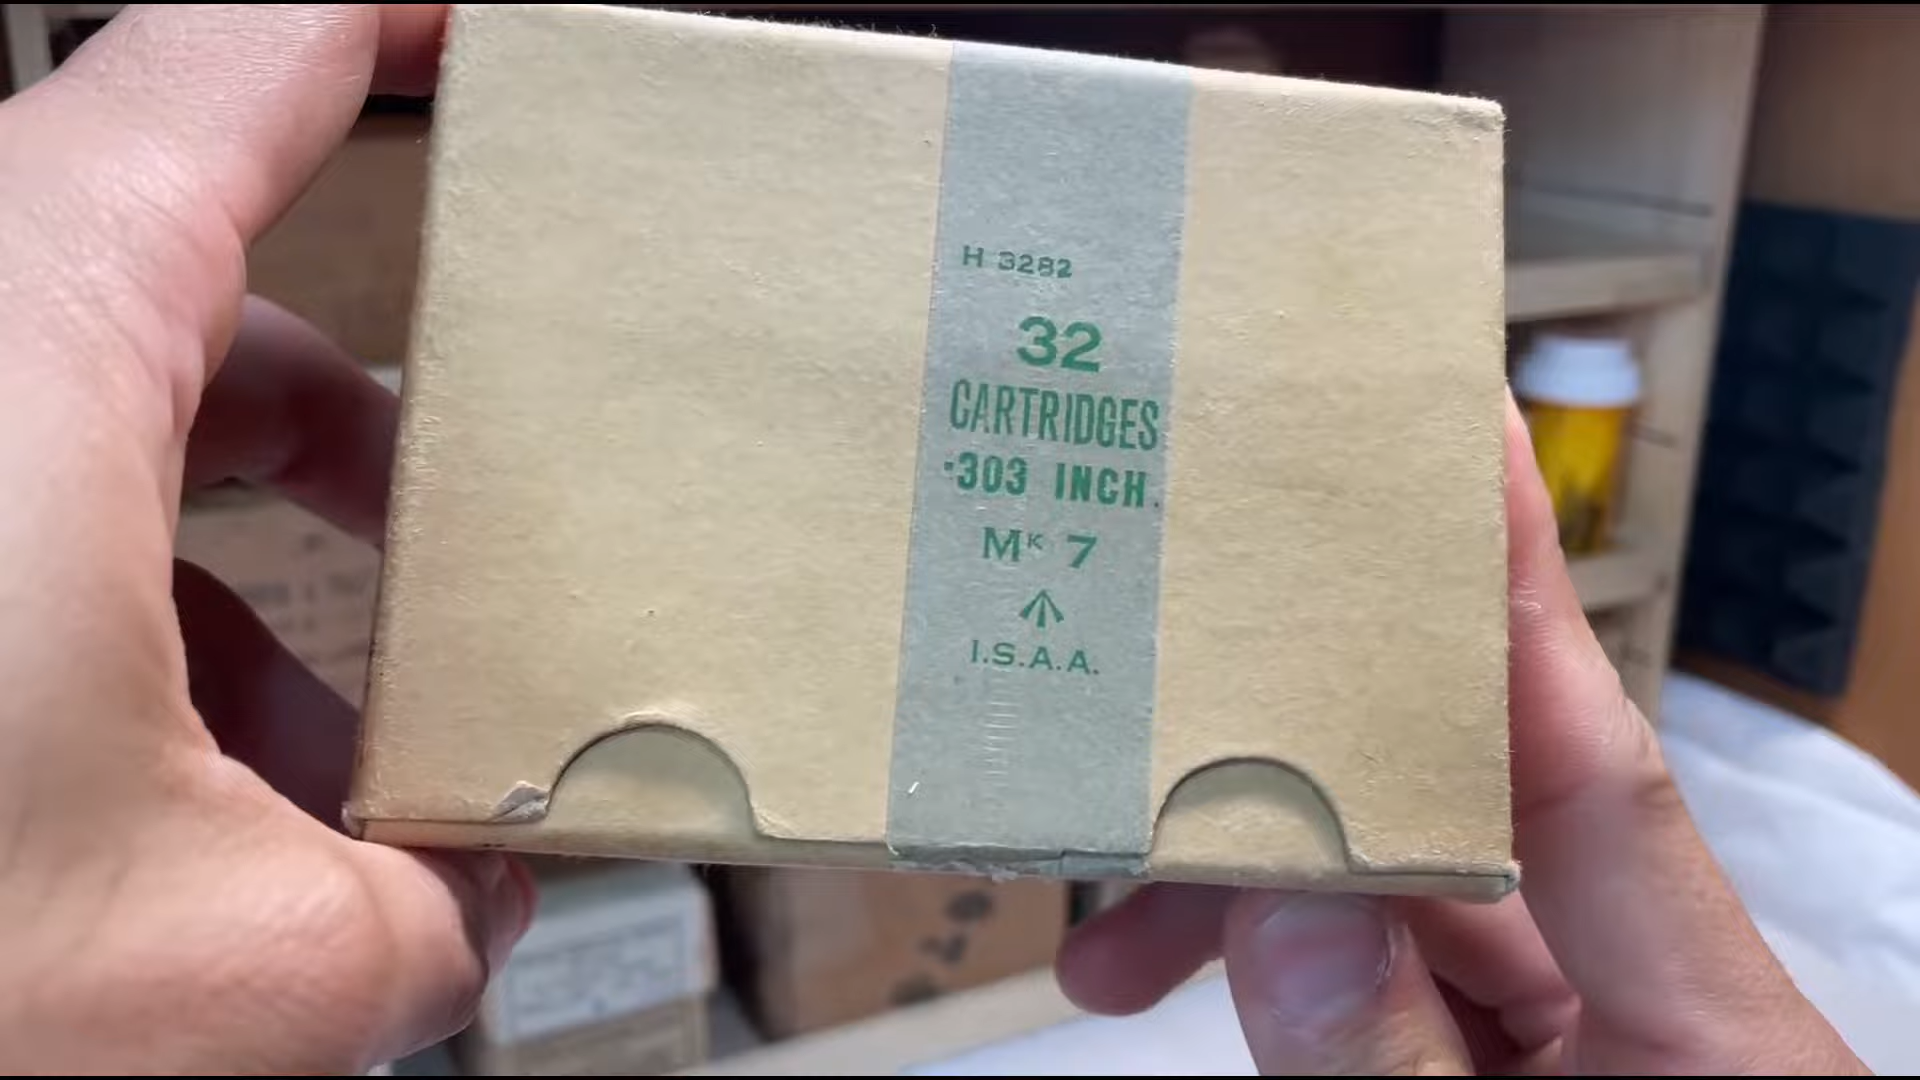 H 3282
32
CARTRIDGES
·303 INCH.
Mᴷ 7
I.S.A.A.